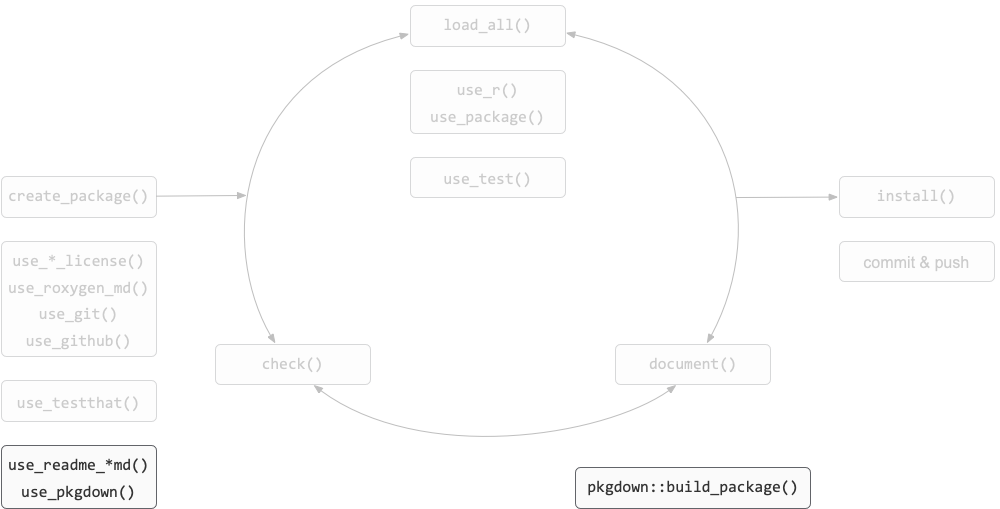 load_all()
use_r()
use_package()
use_test()
create_package()
install()
use_*_license()
use_roxygen_md()
use_git()
use_github()
commit & push
check()
document()
use_testthat()
use_readme_*md()
use_pkgdown()
pkgdown::build_package()